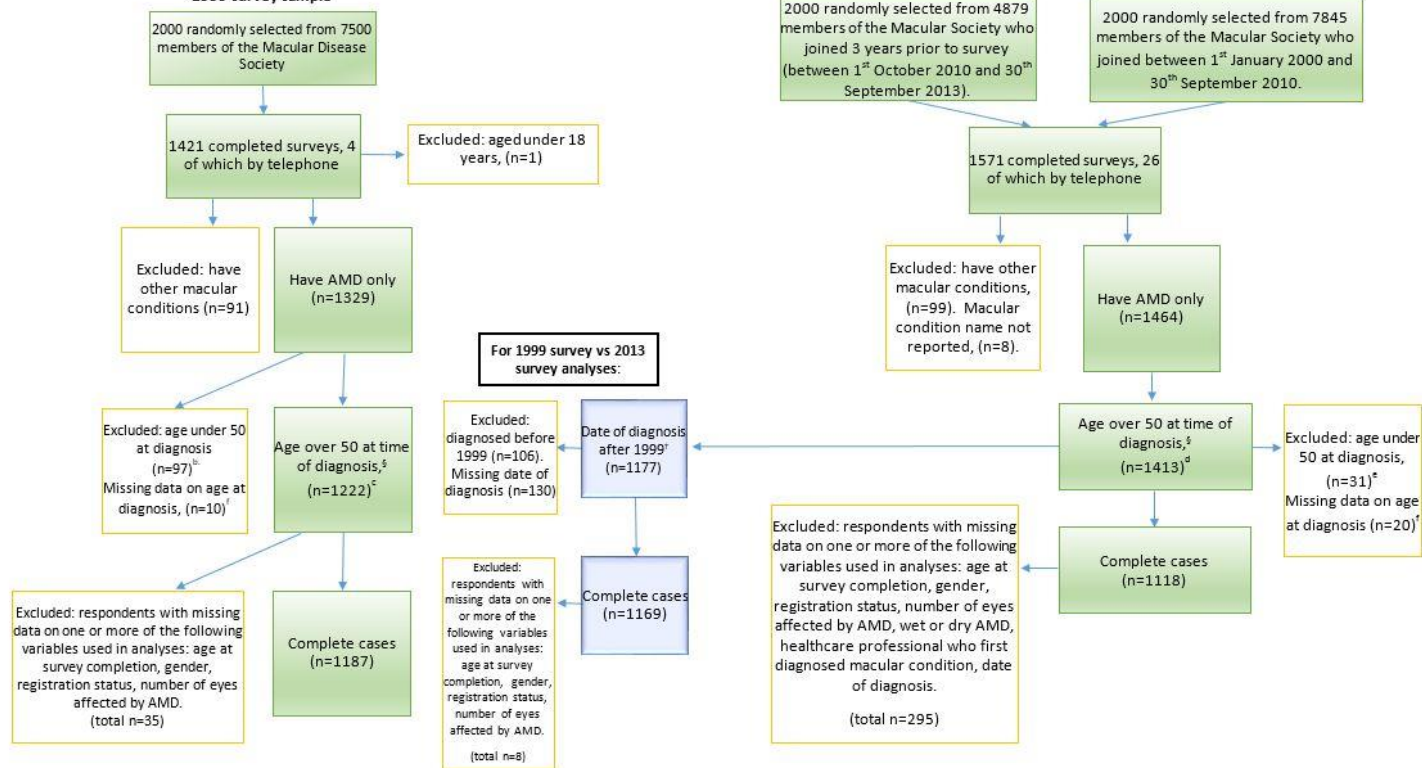 2000 randomly selected from 7500
members of the Macular Disease
Society
1421 completed surveys, 4
of which by telephone
Excluded: aged under 18
years, (n=1)
Excluded: have
other macular
conditions (n=91)
Have AMD only
(n=1329)
Excluded: age under 50
at diagnosis
(n=97)b.
Missing data on age at
diagnosis, (n=10)f
Age over 50 at time
of diagnosis,§
(n=1222)c
Excluded: respondents with missing
data on one or more of the following
variables used in analyses: age at
survey completion, gender,
registration status, number of eyes
affected by AMD.
(total n=35)
Complete cases
(n=1187)
For 1999 survey vs 2013
survey analyses:
Excluded:
diagnosed before
1999 (n=106).
Missing date of
diagnosis (n=130)
Date of diagnosis
after 1999
(n=1177)
Excluded:
respondents with
missing data on one
or more of the
following variables
used in analyses:
age at survey
completion, gender,
registration status,
number of eyes
affected by AMD.
(total n=8)
Complete cases
(n=1169)
2000 randomly selected from 4879
members of the Macular Society who
joined 3 years prior to survey
(between 1st October 2010 and 30th
September 2013).
2000 randomly selected from 7845
members of the Macular Society who
joined between 1st January 2000 and
30th September 2010.
1571 completed surveys, 26
of which by telephone
Excluded: have other
macular conditions,
(n=99). Macular
condition name not
reported, (n=8).
Have AMD only
(n=1464)
Age over 50 at time of
diagnosis,§
(n=1413)d
Excluded: age under
50 at diagnosis,
(n=31)e
Missing data on age
at diagnosis (n=20)f
Excluded: respondents with missing
data on one or more of the following
variables used in analyses: age at
survey completion, gender,
registration status, number of eyes
affected by AMD, wet or dry AMD,
healthcare professional who first
diagnosed macular condition, date
of diagnosis.
(total n=295)
Complete cases
(n=1118)